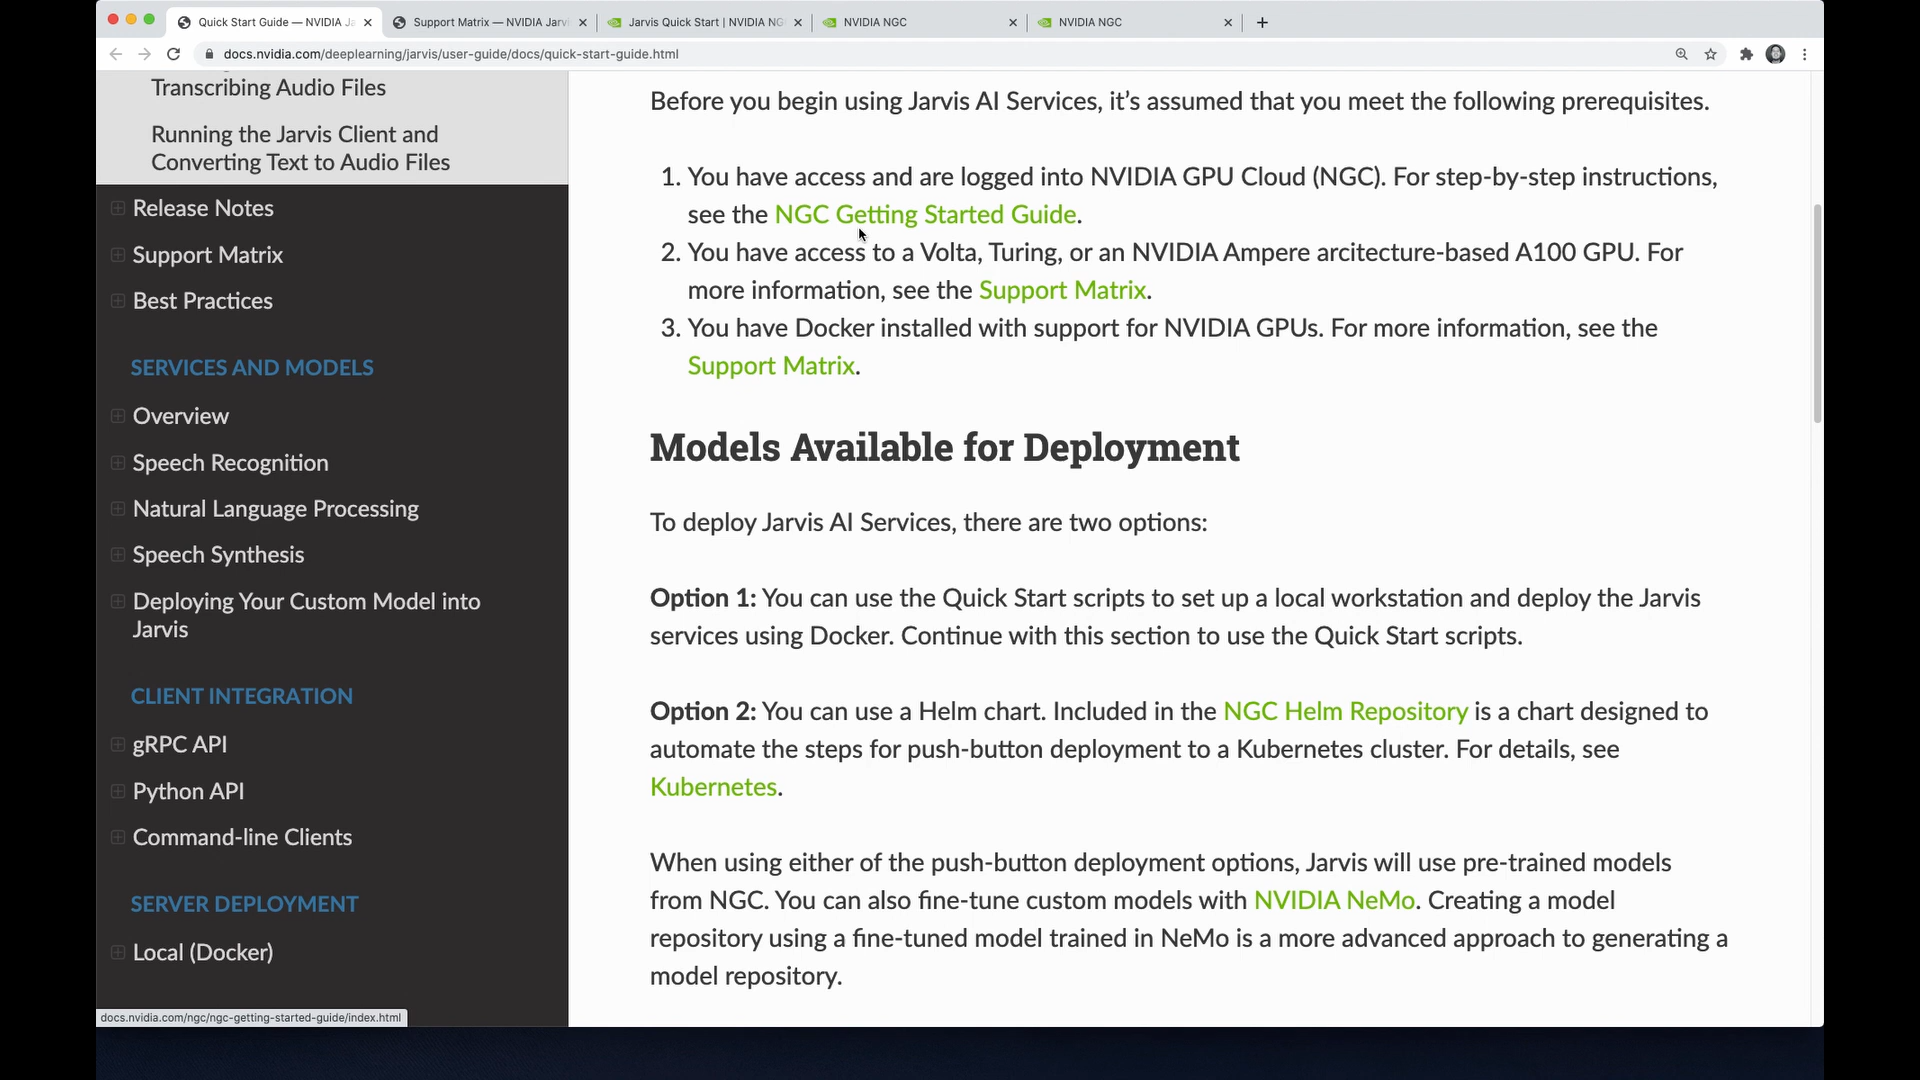 Quick Start Guide — NVIDIA Ja
Support Matrix — NVIDIA Jarvi
Jarvis Quick Start | NVIDIA NG
NVIDIA NGC
NVIDIA NGC
docs.nvidia.com/deeplearning/jarvis/user-guide/docs/quick-start-guide.html
Transcribing Audio Files
Running the Jarvis Client and
Converting Text to Audio Files
Release Notes
Support Matrix
Best Practices
SERVICES AND MODELS
Overview
Speech Recognition
Natural Language Processing
Speech Synthesis
Deploying Your Custom Model into
Jarvis
CLIENT INTEGRATION
gRPC API
Python API
Command-line Clients
SERVER DEPLOYMENT
Local (Docker)
docs.nvidia.com/ngc/ngc-getting-started-guide/index.html
Before you begin using Jarvis AI Services, it’s assumed that you meet the following prerequisites.
1. You have access and are logged into NVIDIA GPU Cloud (NGC). For step-by-step instructions,
see the NGC Getting Started Guide.
2. You have access to a Volta, Turing, or an NVIDIA Ampere arcitecture-based A100 GPU. For
more information, see the Support Matrix.
3. You have Docker installed with support for NVIDIA GPUs. For more information, see the
Support Matrix.
Models Available for Deployment
To deploy Jarvis AI Services, there are two options:
Option 1: You can use the Quick Start scripts to set up a local workstation and deploy the Jarvis
services using Docker. Continue with this section to use the Quick Start scripts.
Option 2: You can use a Helm chart. Included in the NGC Helm Repository is a chart designed to
automate the steps for push-button deployment to a Kubernetes cluster. For details, see
Kubernetes.
When using either of the push-button deployment options, Jarvis will use pre-trained models
from NGC. You can also fine-tune custom models with NVIDIA NeMo. Creating a model
repository using a fine-tuned model trained in NeMo is a more advanced approach to generating a
model repository.